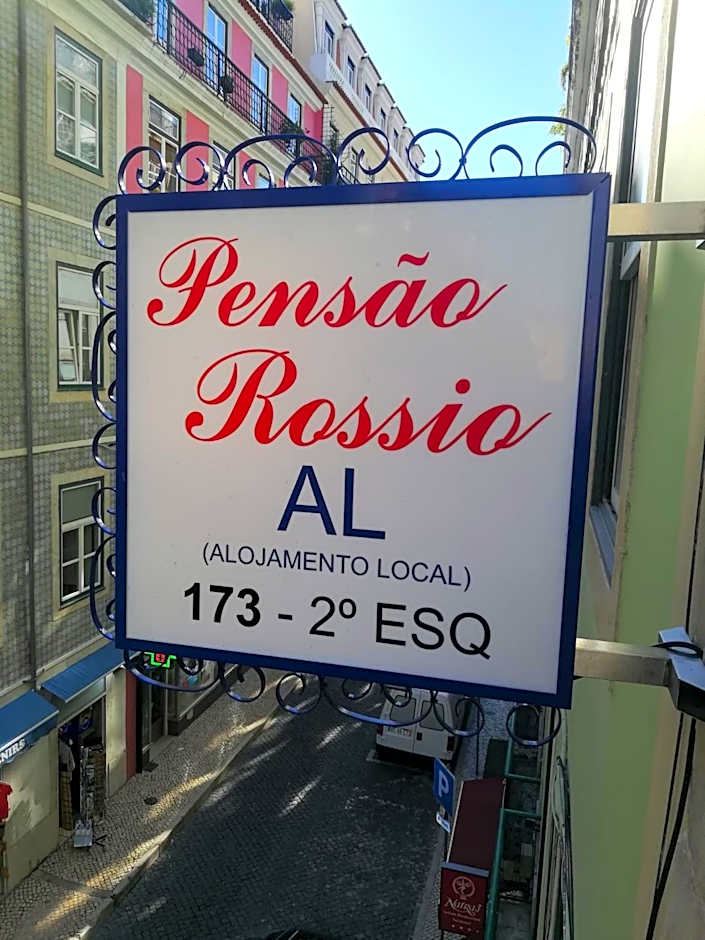 Pensão
Rossio
AL
(ALOJAMENTO LOCAL)
173 - 2º ESQ
P